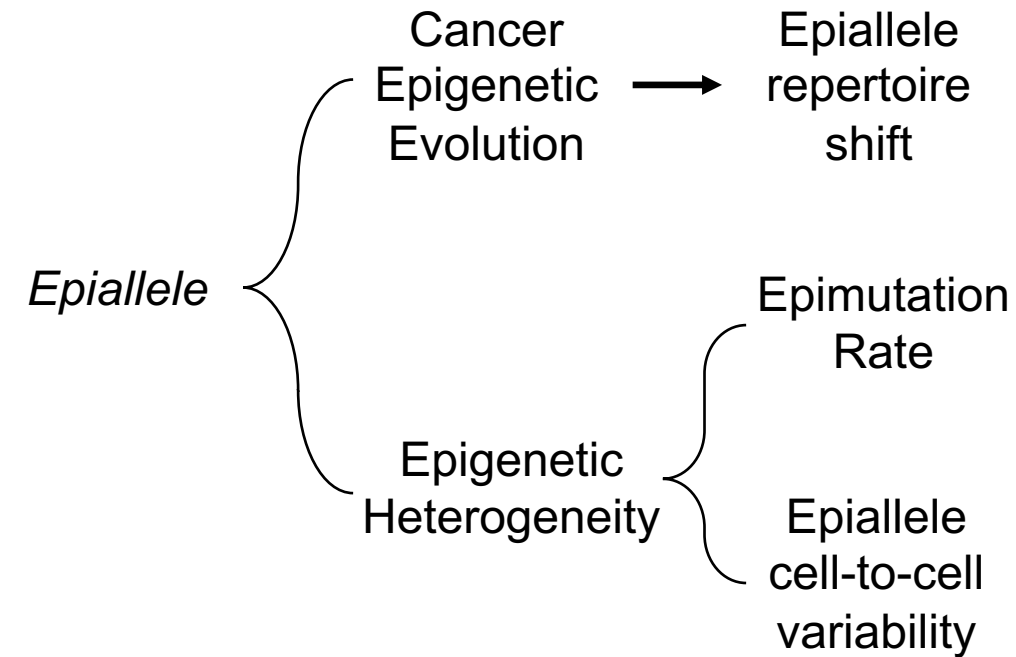 Cancer
Epigenetic
Evolution
Epiallele
repertoire
shift
Epiallele
Epimutation
Rate
Epigenetic
Heterogeneity
Epiallele
cell-to-cell
variability